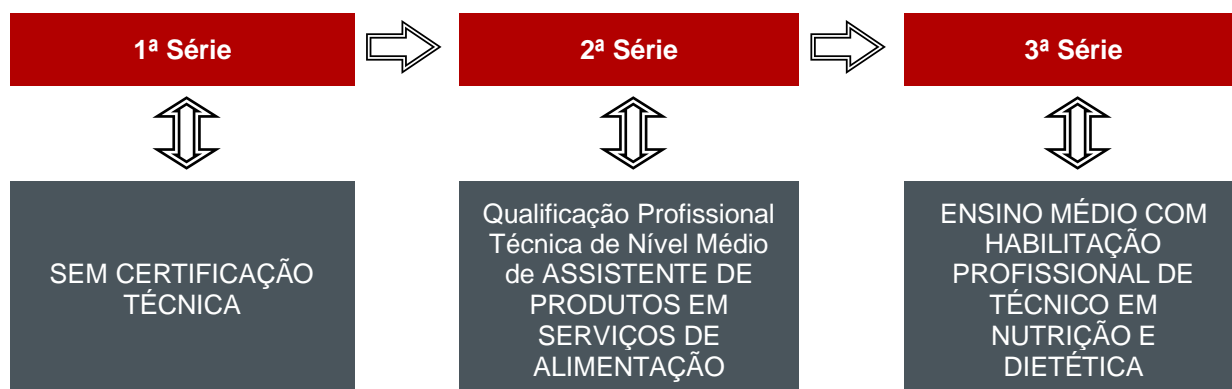 1ª Série
2ª Série
3ª Série
SEM CERTIFICAÇÃO
TÉCNICA
Qualificação Profissional
Técnica de Nível Médio
de ASSISTENTE DE
PRODUTOS EM
SERVIÇOS DE
ALIMENTAÇÃO
ENSINO MÉDIO COM
HABILITAÇÃO
PROFISSIONAL DE
TÉCNICO EM
NUTRIÇÃO E
DIETÉTICA